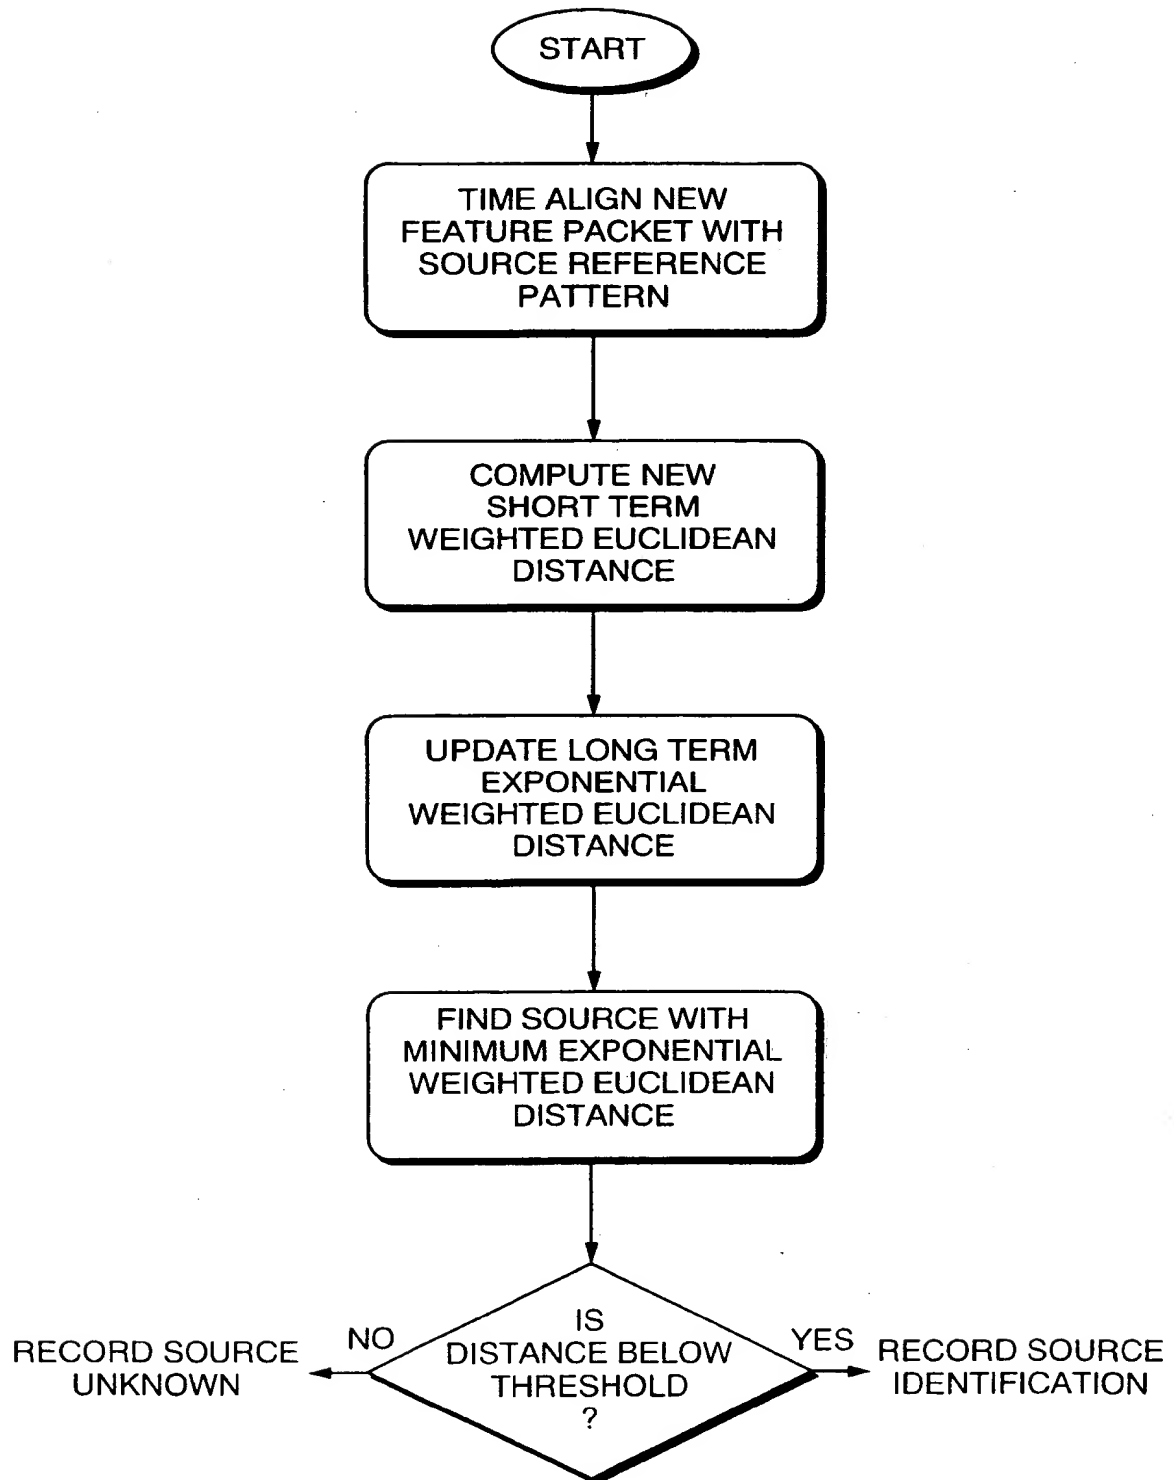 START
TIME ALIGN NEW
FEATURE PACKET WITH
SOURCE REFERENCE
PATTERN
COMPUTE NEW
SHORT TERM
WEIGHTED EUCLIDEAN
DISTANCE
UPDATE LONG TERM
EXPONENTIAL
WEIGHTED EUCLIDEAN
DISTANCE
FIND SOURCE WITH
MINIMUM EXPONENTIAL
WEIGHTED EUCLIDEAN
DISTANCE
IS
DISTANCE BELOW
THRESHOLD
?
NO
RECORD SOURCE
UNKNOWN
YES
RECORD SOURCE
IDENTIFICATION